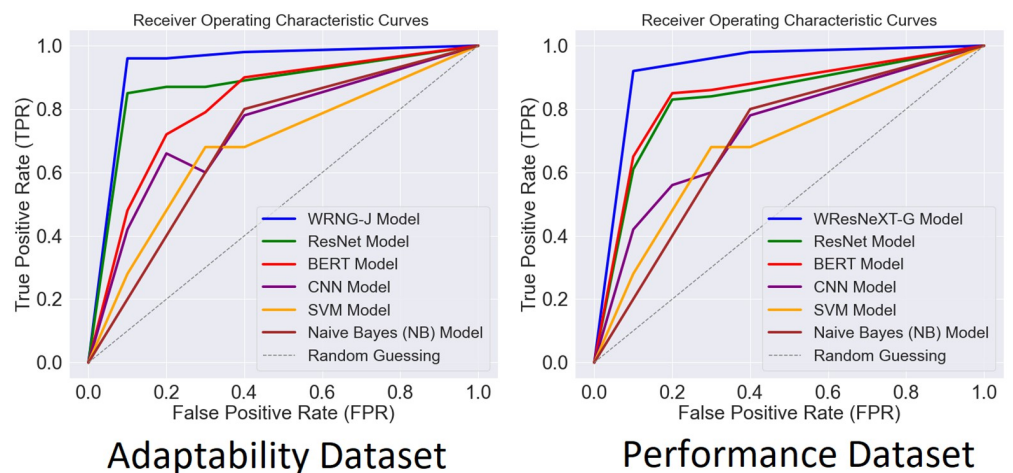 Receiver Operating Characteristic Curves
True Positive Rate (TPR)
1.0
0.8
0.6
0.4
0.2
0.0
WRNG-J Model
ResNet Model
BERT Model
CNN Model
SVM Model
Naive Bayes (NB) Model
Random Guessing
0.0 0.2 0.4 0.6 0.8 1.0
False Positive Rate (FPR)
Adaptability Dataset
Receiver Operating Characteristic Curves
True Positive Rate (TPR)
1.0
0.8
0.6
0.4
0.2
0.0
WResNeXT-G Model
ResNet Model
BERT Model
CNN Model
SVM Model
Naive Bayes (NB) Model
Random Guessing
0.0 0.2 0.4 0.6 0.8 1.0
False Positive Rate (FPR)
Performance Dataset